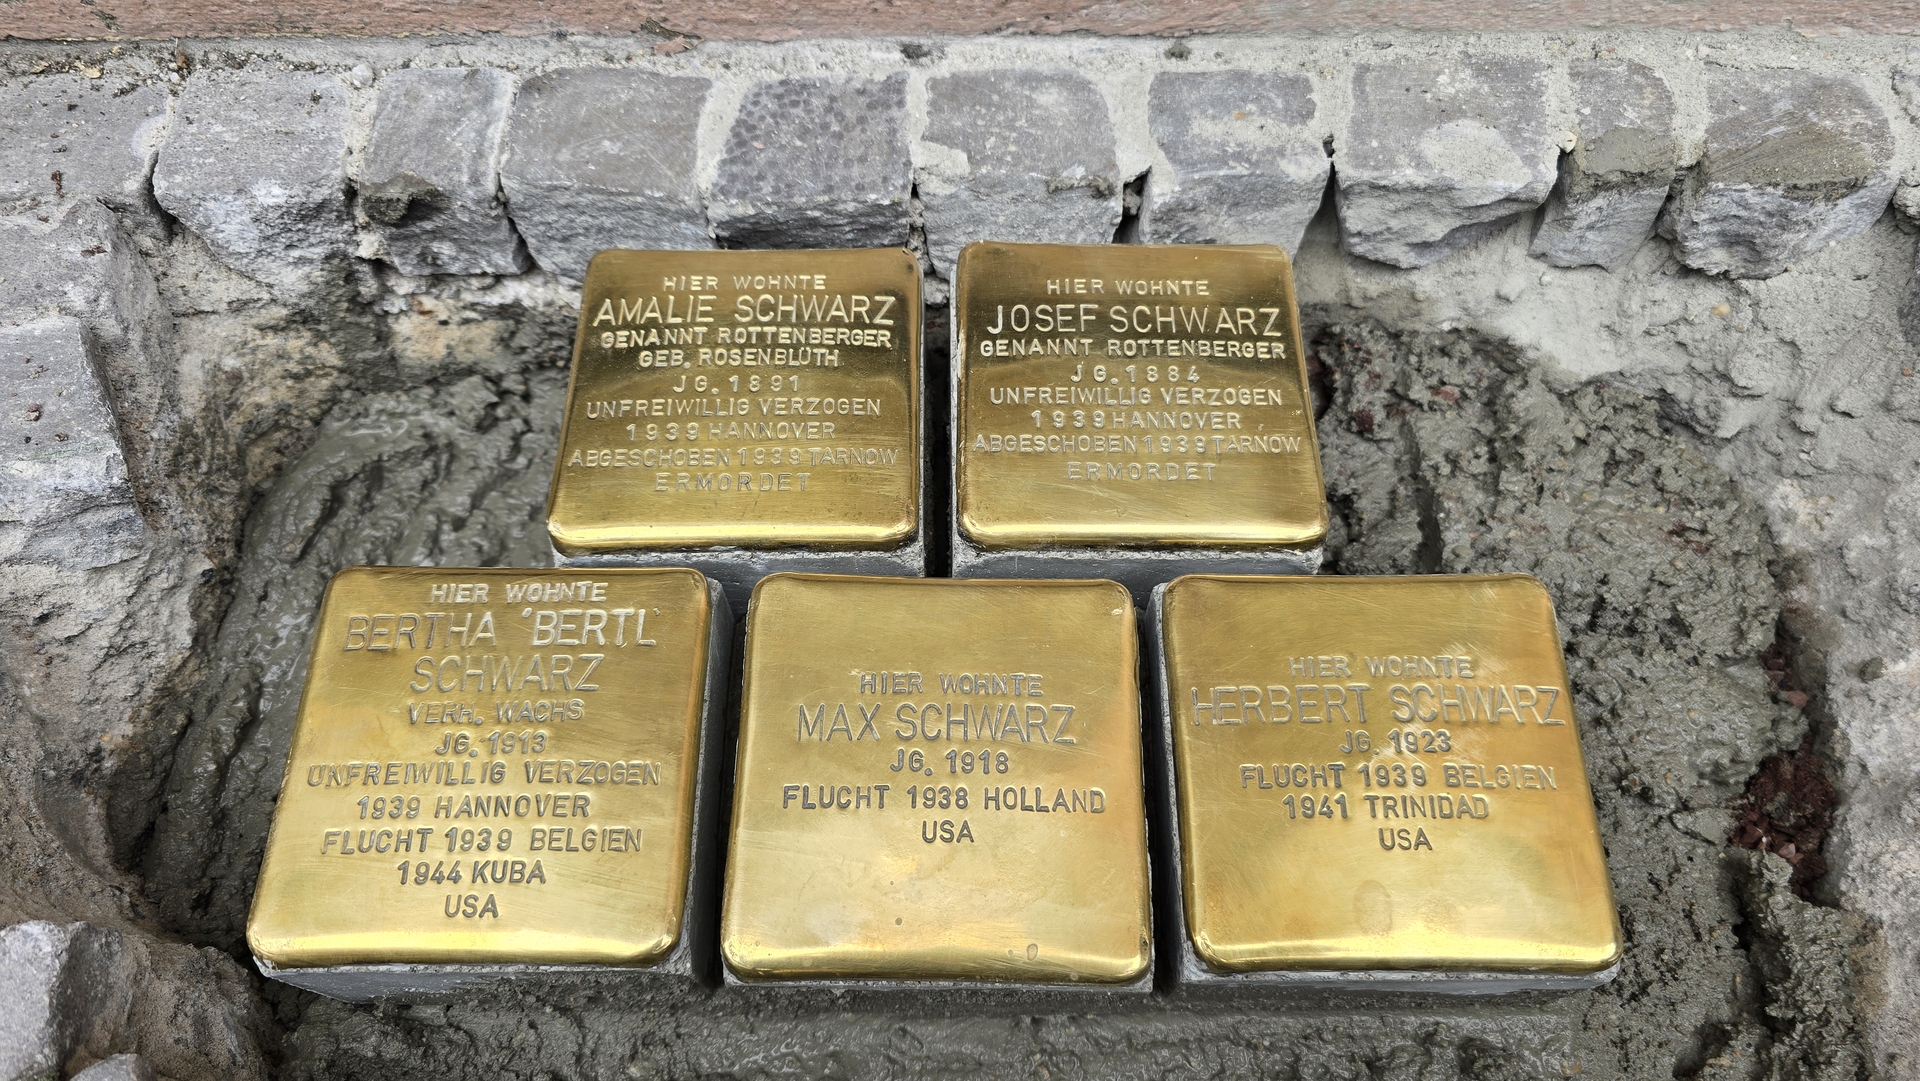 HIER WOHNTE
AMALIE SCHWARZ
GENANNT ROTTENBERGER
GEB. ROSENBLÜTH
JG. 1891
UNFREIWILLIG VERZOGEN
1939 HANNOVER
ABGESCHOBEN 1939 TARNOW
ERMORDET
HIER WOHNTE
JOSEF SCHWARZ
GENANNT ROTTENBERGER
JG. 1884
UNFREIWILLIG VERZOGEN
1939 HANNOVER
ABGESCHOBEN 1939 TARNOW
ERMORDET
HIER WOHNTE
BERTHA 'BERTL'
SCHWARZ
VERH. WACHS
JG. 1913
UNFREIWILLIG VERZOGEN
1939 HANNOVER
FLUCHT 1939 BELGIEN
1944 KUBA
USA
HIER WOHNTE
MAX SCHWARZ
JG. 1918
FLUCHT 1938 HOLLAND
USA
HIER WOHNTE
HERBERT SCHWARZ
JG. 1923
FLUCHT 1939 BELGIEN
1941 TRINIDAD
USA